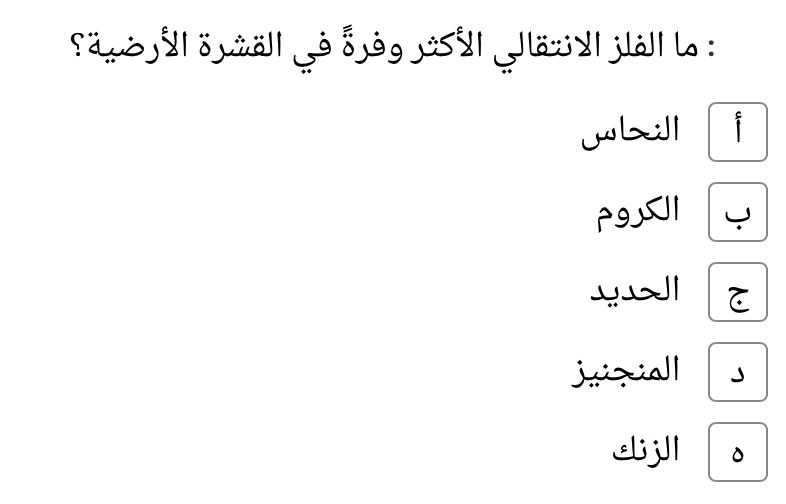 : ما الفلز الانتقالي الأكثر وفرةً في القشرة الأرضية؟
أ النحاس
ب الكروم
ج الحديد
د المنجنيز
ه الزنك